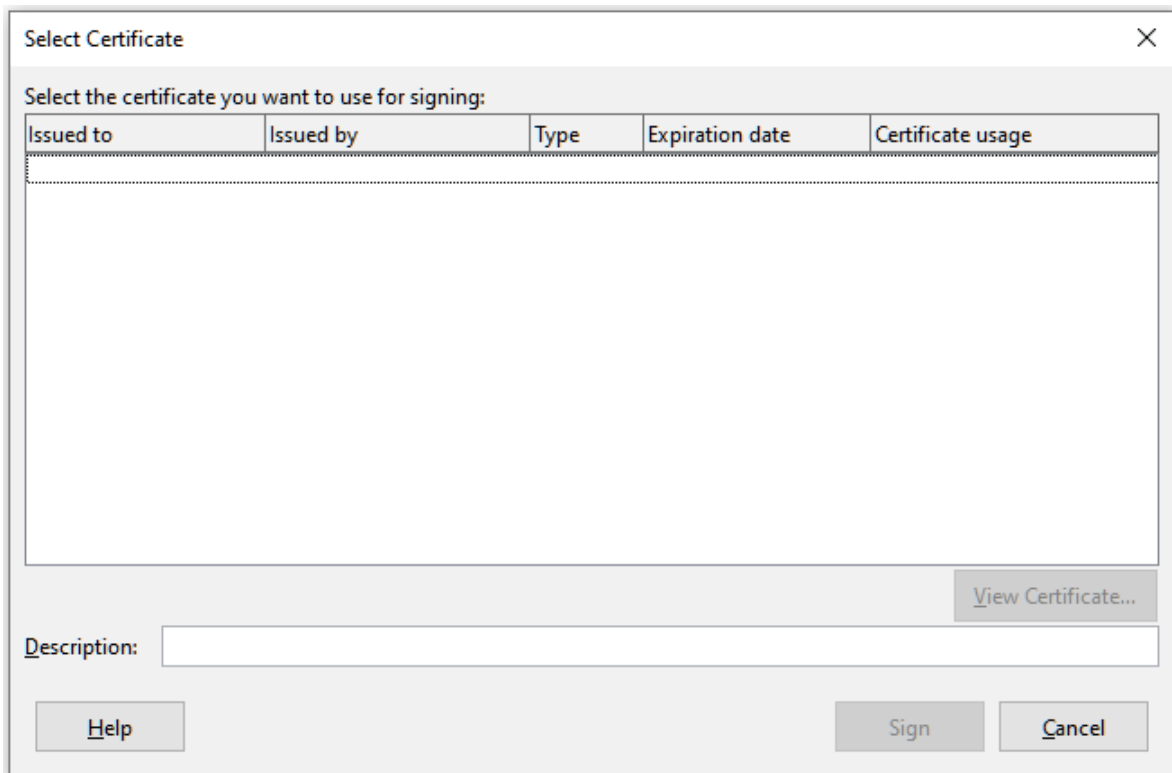 Select Certificate
Select the certificate you want to use for signing:
Issued to Issued by Type Expiration date Certificate usage
View Certificate...
Description:
Help Sign Cancel